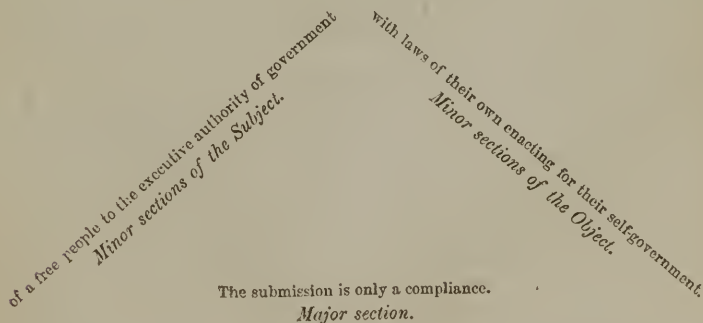 of a free people to the executive authority of government
Minor sections of the Subject.
with laws of their own enacting for their self-government.
Minor sections of the Object.
The submission is only a compliance.
Major section.